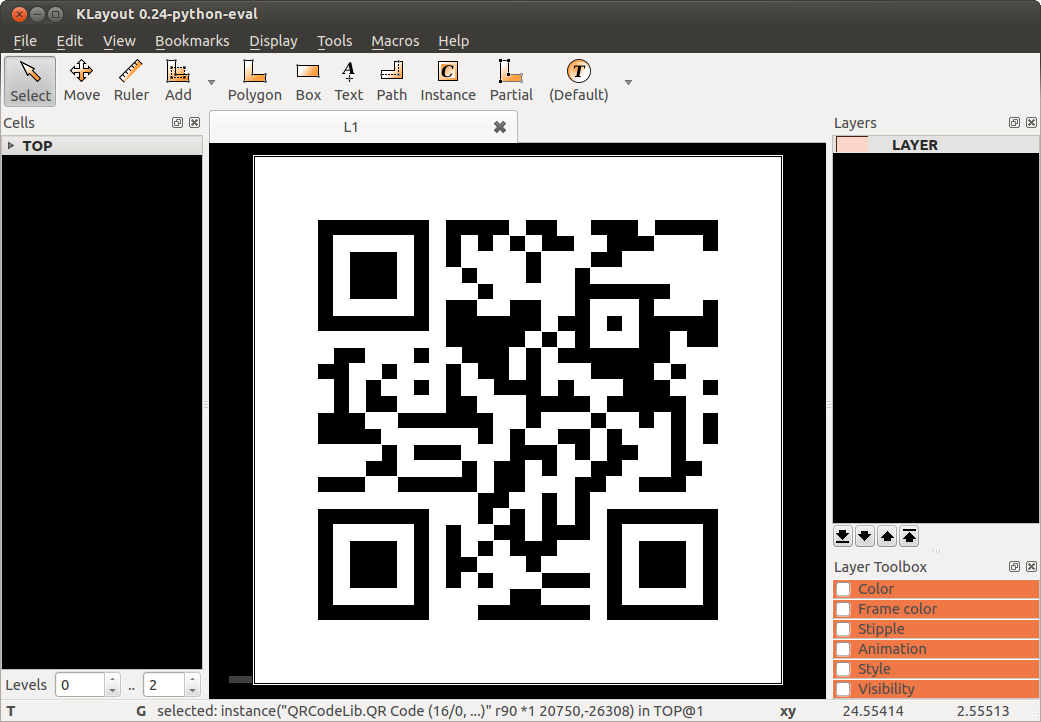 KLayout 0.24-python-eval
File Edit View Bookmarks Display Tools Macros Help
Select Move Ruler Add Polygon Box Text Path Instance Partial (Default)
Cells
TOP
L1
Layers
LAYER
Layer Toolbox
Color
Frame color
Stipple
Animation
Style
Visibility
Levels 0 .. 2
T G selected: instance("QRCodeLib.QR Code (16/0, ...)" r90 *1 20750,-26308) in TOP@1 xy 24.55414 2.55513